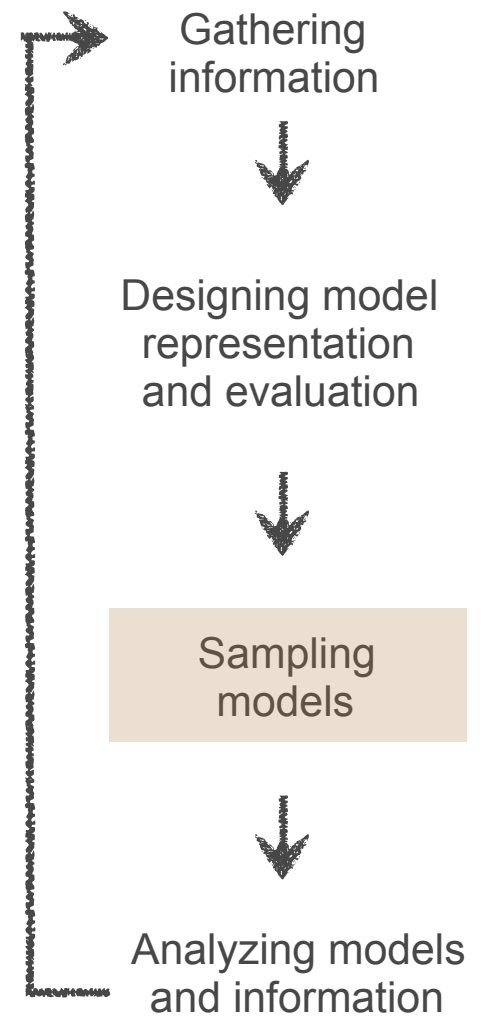 Gathering
information
Designing model
representation
and evaluation
Sampling
models
Analyzing models
and information